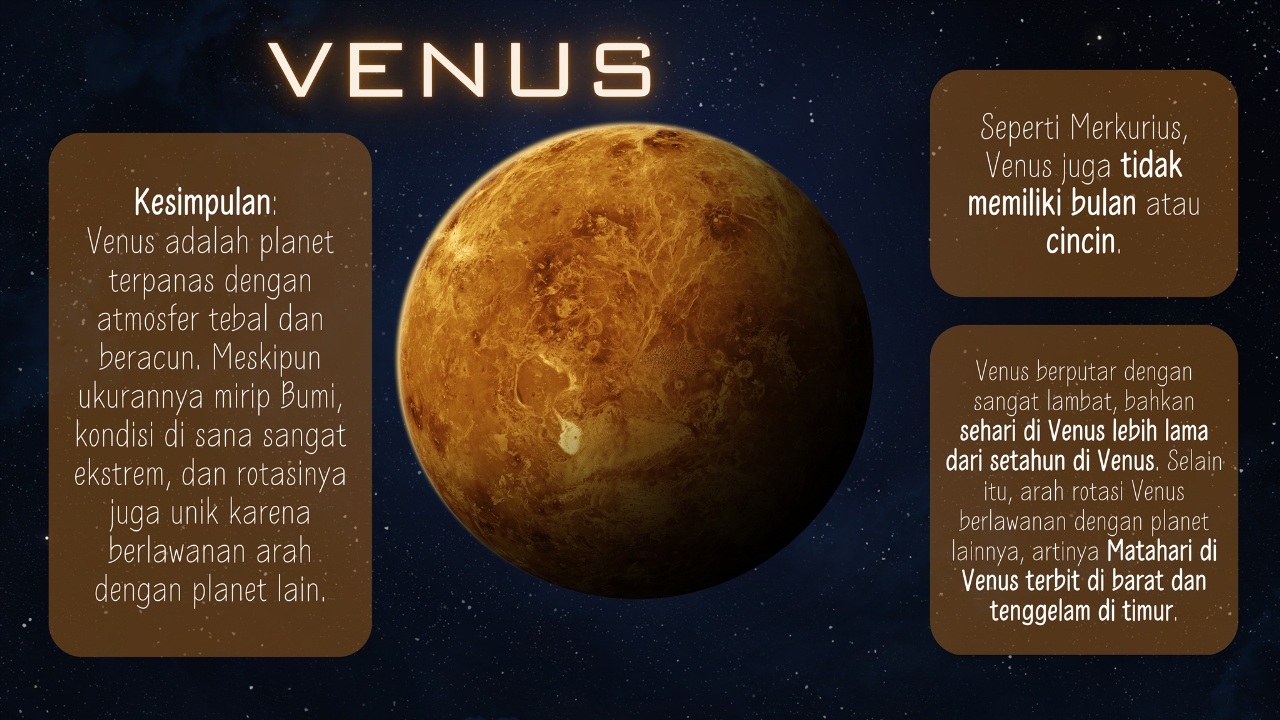 VENUS
Kesimpulan:
Venus adalah planet
terpanas dengan
atmosfer tebal dan
beracun. Meskipun
ukurannya mirip Bumi,
kondisi di sana sangat
ekstrem, dan rotasinya
juga unik karena
berlawanan arah
dengan planet lain.
Seperti Merkurius,
Venus juga tidak
memiliki bulan atau
cincin.
Venus berputar dengan
sangat lambat, bahkan
sehari di Venus lebih lama
dari setahun di Venus. Selain
itu, arah rotasi Venus
berlawanan dengan planet
lainnya, artinya Matahari di
Venus terbit di barat dan
tenggelam di timur.